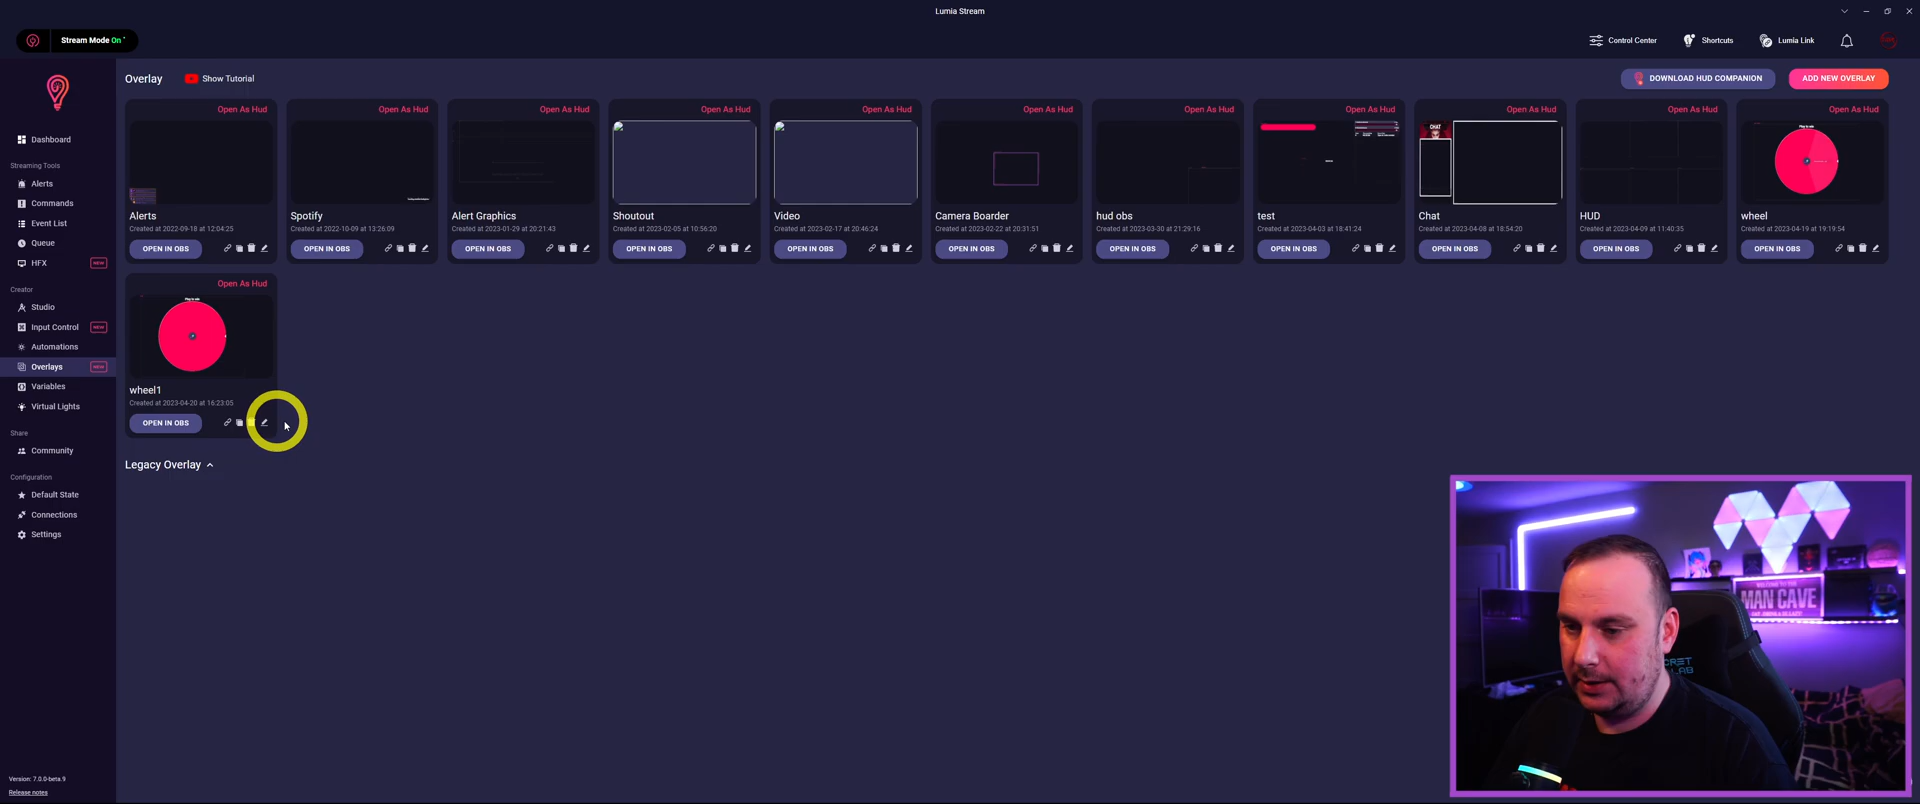 Lumia Stream
Stream Mode On
Control Center
Shortcuts
Lumia Link
Overlay
Show Tutorial
DOWNLOAD HUD COMPANION
ADD NEW OVERLAY
Dashboard
Streaming Tools
Alerts
Commands
Event List
Queue
HFX NEW
Creator
Studio
Input Control NEW
Automations
Overlays NEW
Variables
Virtual Lights
Share
Community
Configuration
Default State
Connections
Settings
Version: 7.0.0-beta.9
Release notes
Open As Hud
Alerts
Created at 2022-09-18 at 12:04:25
OPEN IN OBS
Open As Hud
Spotify
Created at 2022-10-09 at 13:26:09
OPEN IN OBS
Open As Hud
Alert Graphics
Created at 2023-01-29 at 20:21:43
OPEN IN OBS
Open As Hud
Shoutout
Created at 2023-02-05 at 10:56:20
OPEN IN OBS
Open As Hud
Video
Created at 2023-02-17 at 20:46:24
OPEN IN OBS
Open As Hud
Camera Boarder
Created at 2023-02-22 at 20:31:51
OPEN IN OBS
Open As Hud
hud obs
Created at 2023-03-30 at 21:29:16
OPEN IN OBS
Open As Hud
test
Created at 2023-04-03 at 18:41:24
OPEN IN OBS
Open As Hud
CHAT
Chat
Created at 2023-04-08 at 18:54:20
OPEN IN OBS
Open As Hud
HUD
Created at 2023-04-09 at 11:40:35
OPEN IN OBS
Open As Hud
wheel
Created at 2023-04-19 at 19:19:54
OPEN IN OBS
Open As Hud
wheel1
Created at 2023-04-20 at 16:23:05
OPEN IN OBS
Legacy Overlay
WELCOME TO THE
MAN CAVE